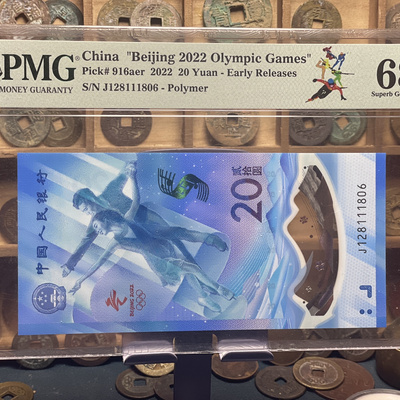 PMG
MONEY GUARANTY
China "Beijing 2022 Olympic Games"
Pick# 916aer 2022 20 Yuan - Early Releases
S/N J128111806 - Polymer
Superb G
中国人民银行
20
贰拾圆
J128111806
BEIJING 2022